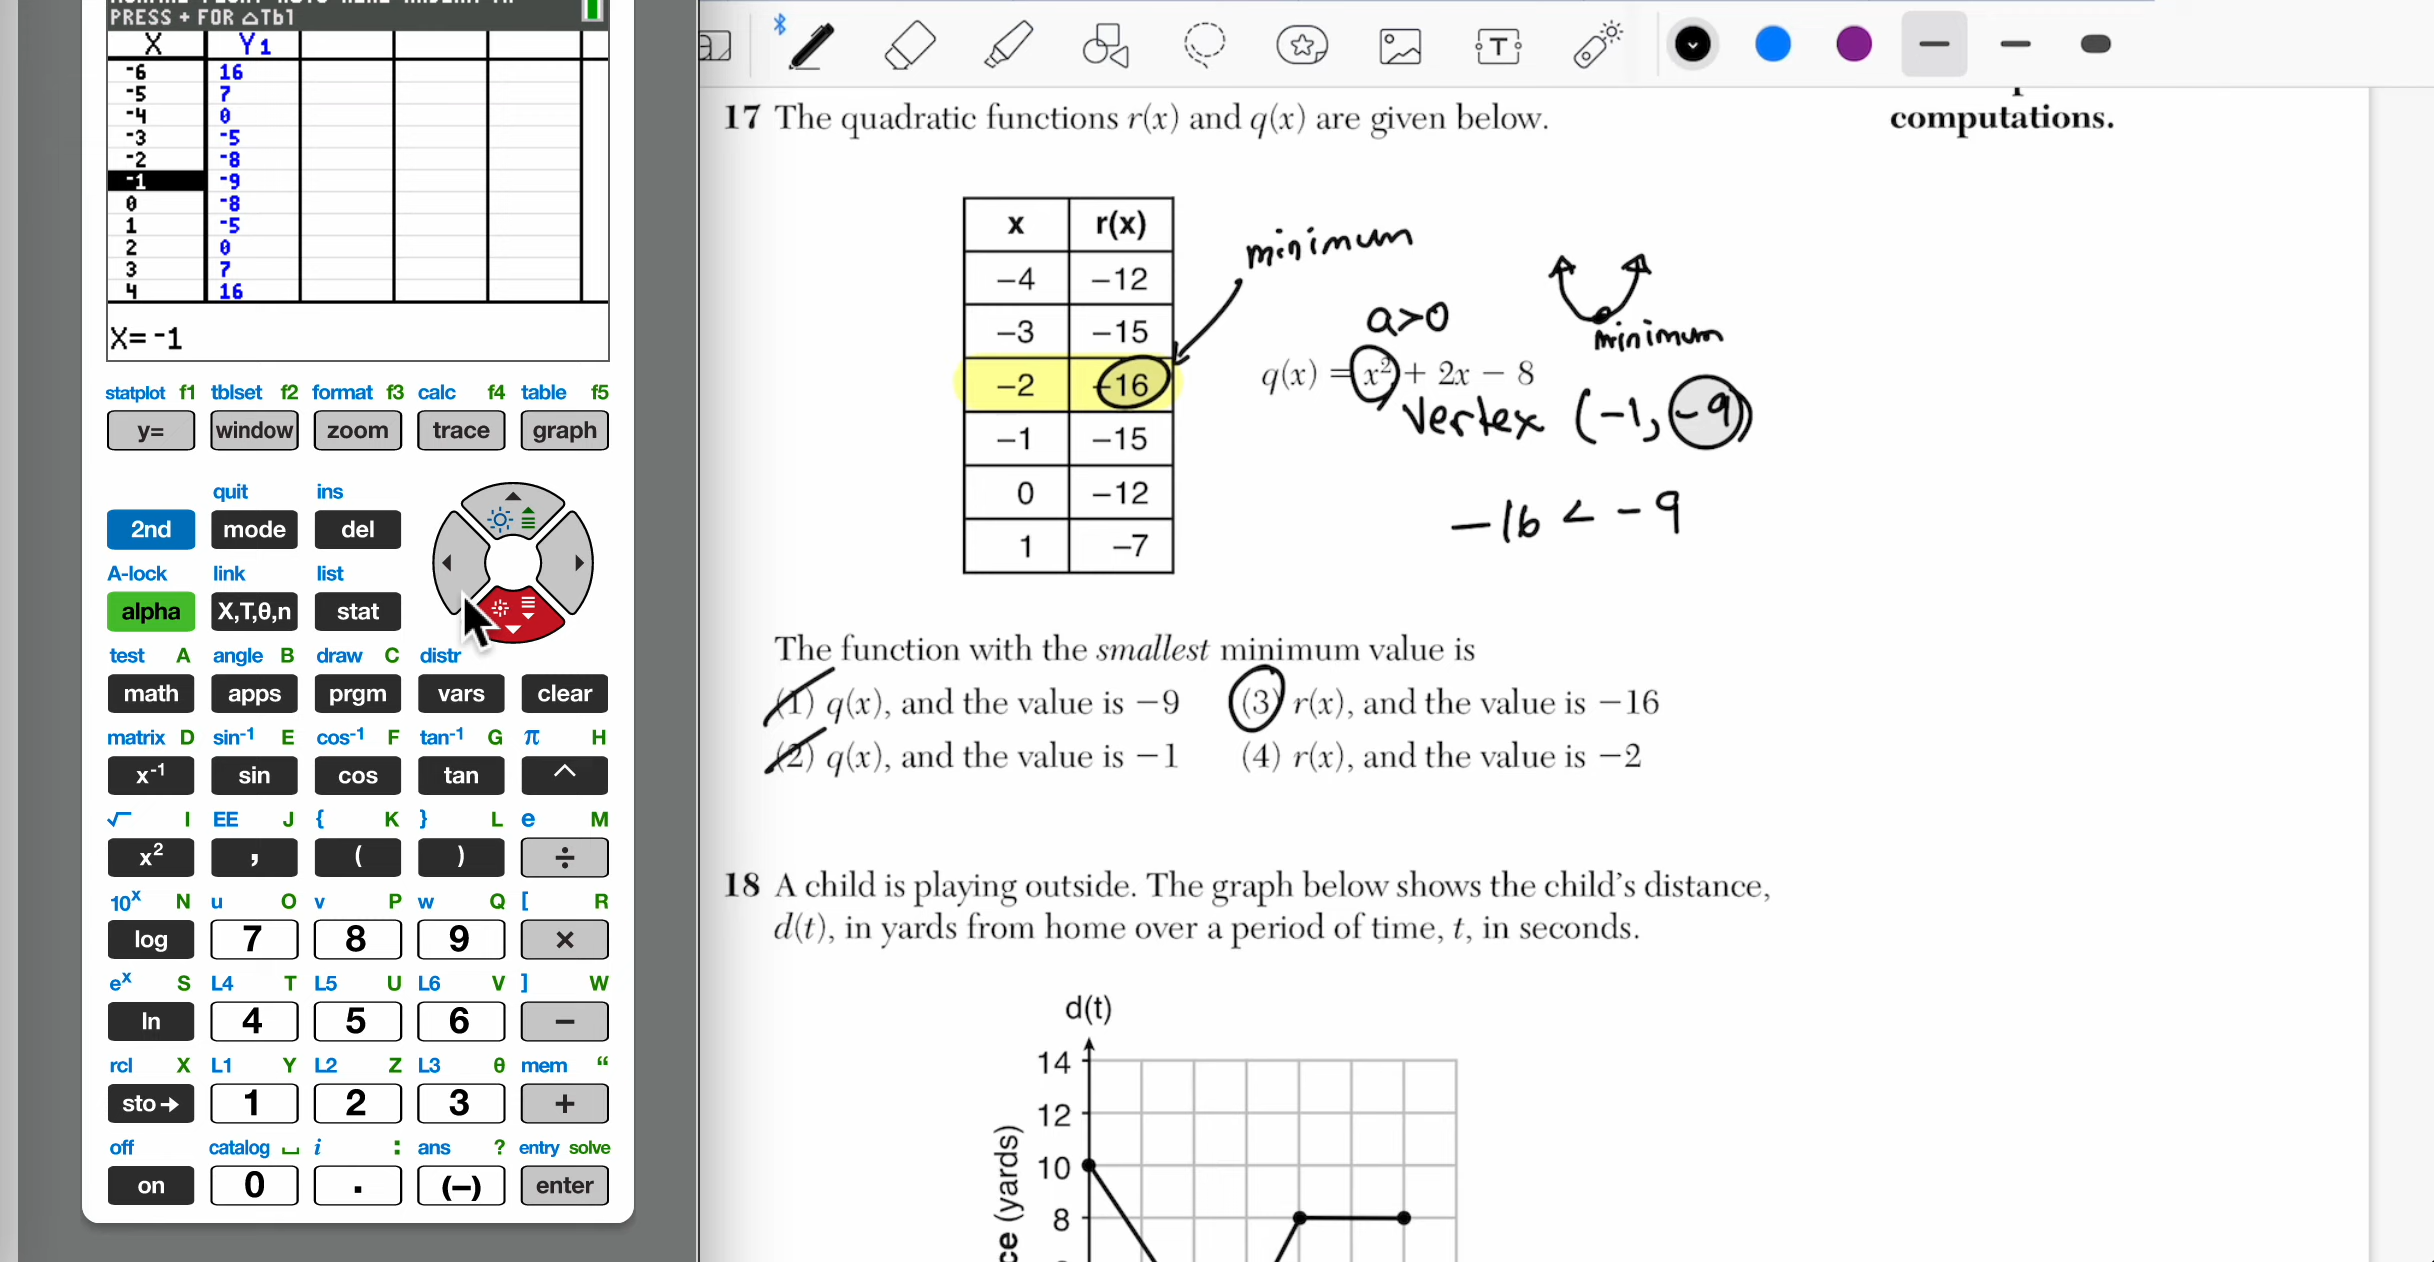 PRESS + FOR △Tb1
X Y1
-6 16
-5 7
-4 0
-3 -5
-2 -8
-1 -9
0 -8
1 -5
2 0
3 7
4 16
X= -1
statplot f1 tblset f2 format f3 calc f4 table f5
y= window zoom trace graph
quit ins
2nd mode del
A-lock link list
alpha X,T,θ,n stat
test A angle B draw C distr
math apps prgm vars clear
matrix D sin⁻¹ E cos⁻¹ F tan⁻¹ G π H
x⁻¹ sin cos tan ^
√ I EE J { K } L e M
x² , ( ) ÷
10ˣ N u O v P w Q [ R
log 7 8 9 ×
eˣ S L4 T L5 U L6 V ] W
ln 4 5 6 −
rcl X L1 Y L2 Z L3 θ mem “
sto→ 1 2 3 +
off catalog ⎵ i : ans ? entry solve
on 0 . (−) enter
T
17 The quadratic functions r(x) and q(x) are given below.
computations.
x r(x)
−4 −12
−3 −15
−2 −16
−1 −15
0 −12
1 −7
minimum
a>0
minimum
q(x) = x² + 2x − 8
Vertex (−1, −9)
−16 < −9
The function with the smallest minimum value is
(1) q(x), and the value is −9 (3) r(x), and the value is −16
(2) q(x), and the value is −1 (4) r(x), and the value is −2
18 A child is playing outside. The graph below shows the child’s distance,
d(t), in yards from home over a period of time, t, in seconds.
d(t)
14
12
10
8
ce (yards)